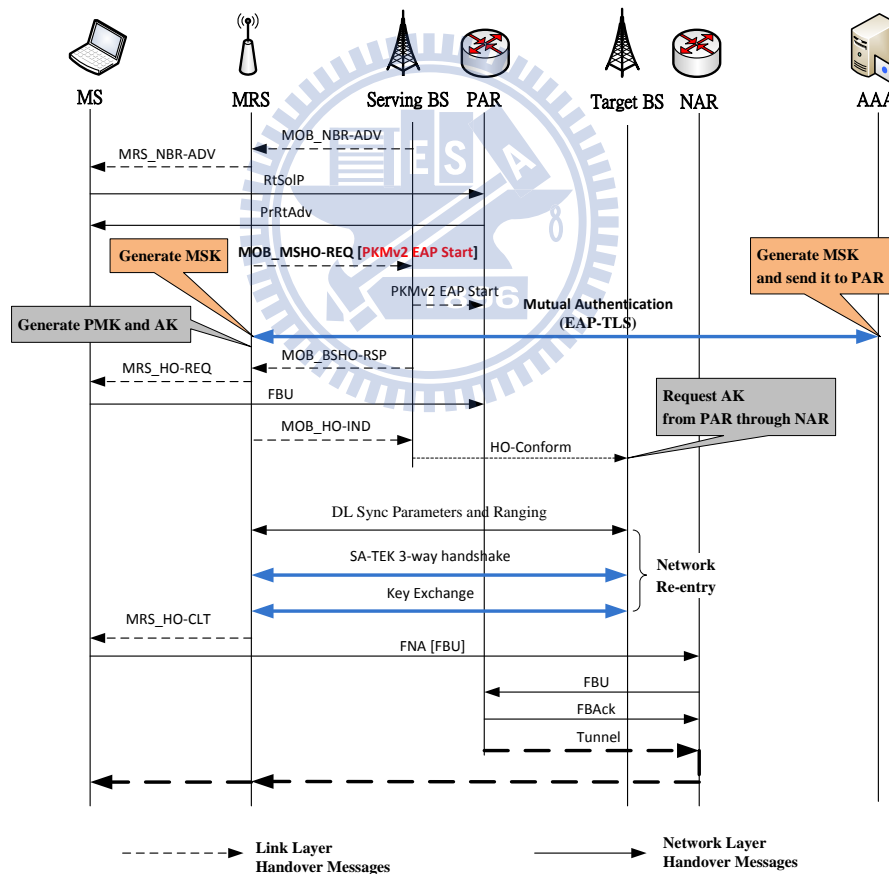 MS
MRS
Serving BS
PAR
Target BS
NAR
AAA
MOB_NBR-ADV
MRS_NBR-ADV
E S A
RtSolP
PrRtAdv
Generate MSK
MOB_MSHO-REQ [PKMv2 EAP Start]
Generate MSK
and send it to PAR
PKMv2 EAP Start
1896
Mutual Authentication
(EAP-TLS)
Generate PMK and AK
MOB_BSHO-RSP
MRS_HO-REQ
FBU
Request AK
from PAR through NAR
MOB_HO-IND
HO-Conform
DL Sync Parameters and Ranging
SA-TEK 3-way handshake
Network
Re-entry
Key Exchange
MRS_HO-CLT
FNA [FBU]
FBU
FBAck
Tunnel
Link Layer
Handover Messages
Network Layer
Handover Messages